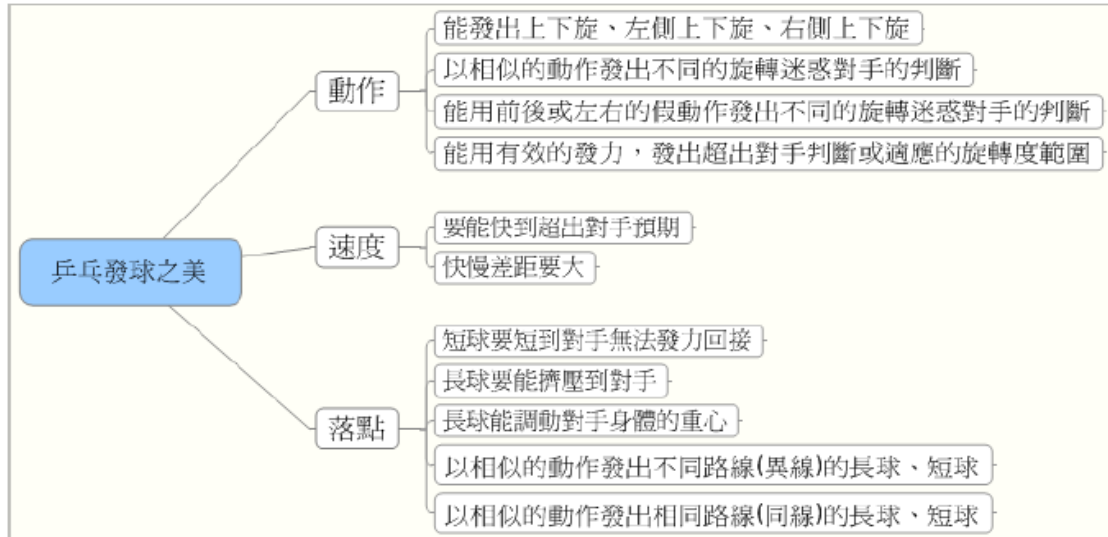 乒乓發球之美
動作
能發出上下旋、左側上下旋、右側上下旋
以相似的動作發出不同的旋轉迷惑對手的判斷
能用前後或左右的假動作發出不同的旋轉迷惑對手的判斷
能用有效的發力，發出超出對手判斷或適應的旋轉度範圍
速度
要能快到超出對手預期
快慢差距要大
落點
短球要短到對手無法發力回接
長球要能擠壓到對手
長球能調動對手身體的重心
以相似的動作發出不同路線(異線)的長球、短球
以相似的動作發出相同路線(同線)的長球、短球